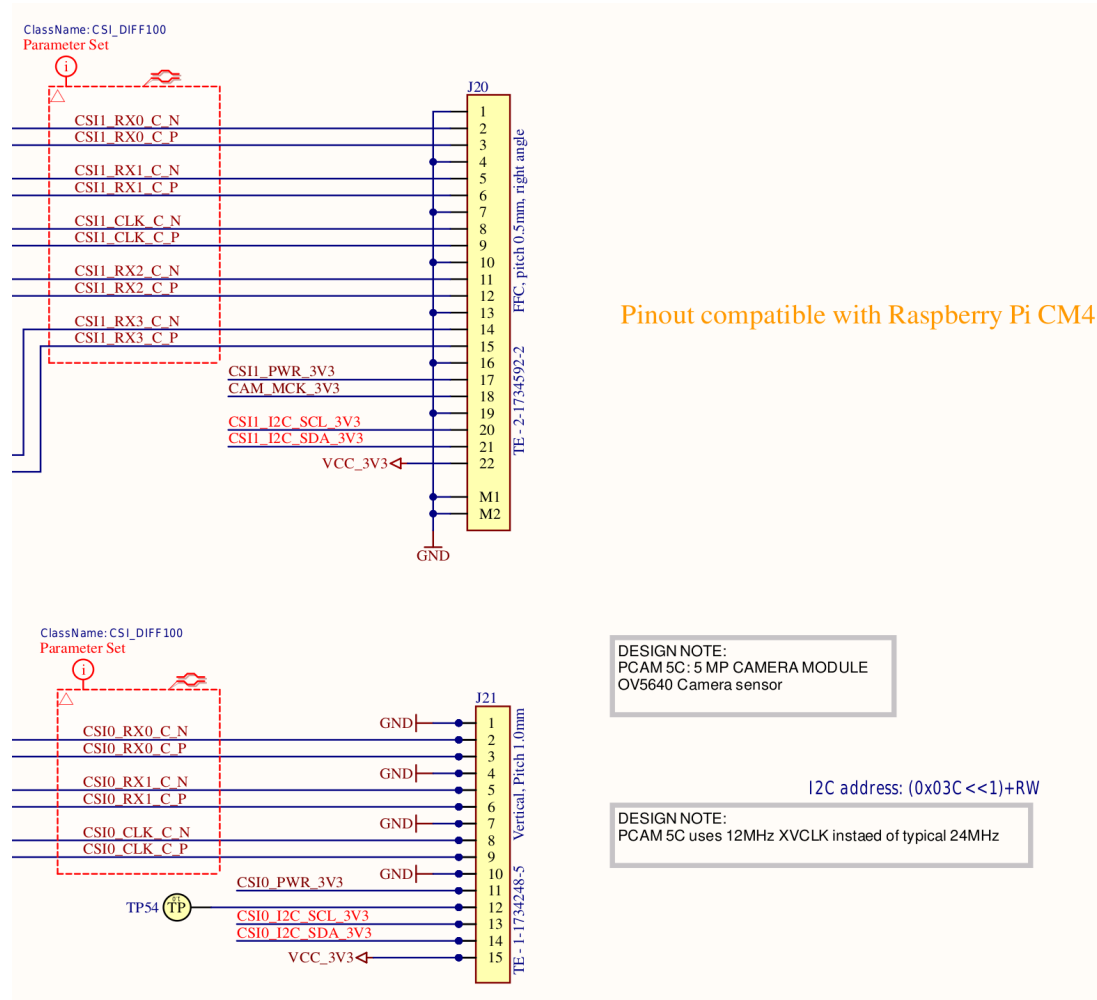 ClassName: CSI_DIFF100
Parameter Set
i
J20
CSI1_RX0_C_N
CSI1_RX0_C_P
CSI1_RX1_C_N
CSI1_RX1_C_P
CSI1_CLK_C_N
CSI1_CLK_C_P
CSI1_RX2_C_N
CSI1_RX2_C_P
CSI1_RX3_C_N
CSI1_RX3_C_P
CSI1_PWR_3V3
CAM_MCK_3V3
CSI1_I2C_SCL_3V3
CSI1_I2C_SDA_3V3
VCC_3V3
1
2
3
4
5
6
7
8
9
10
11
12
13
14
15
16
17
18
19
20
21
22
M1
M2
GND
FFC, pitch 0.5mm, right angle
TE - 2-1734592-2
Pinout compatible with Raspberry Pi CM4
ClassName: CSI_DIFF100
Parameter Set
i
J21
GND
CSI0_RX0_C_N
CSI0_RX0_C_P
GND
CSI0_RX1_C_N
CSI0_RX1_C_P
GND
CSI0_CLK_C_N
CSI0_CLK_C_P
GND
CSI0_PWR_3V3
TP54 TP
CSI0_I2C_SCL_3V3
CSI0_I2C_SDA_3V3
VCC_3V3
1
2
3
4
5
6
7
8
9
10
11
12
13
14
15
Vertical, Pitch 1.0mm
TE - 1-1734248-5
DESIGN NOTE:
PCAM 5C: 5 MP CAMERA MODULE
OV5640 Camera sensor
I2C address: (0x03C<<1)+RW
DESIGN NOTE:
PCAM 5C uses 12MHz XVCLK instaed of typical 24MHz